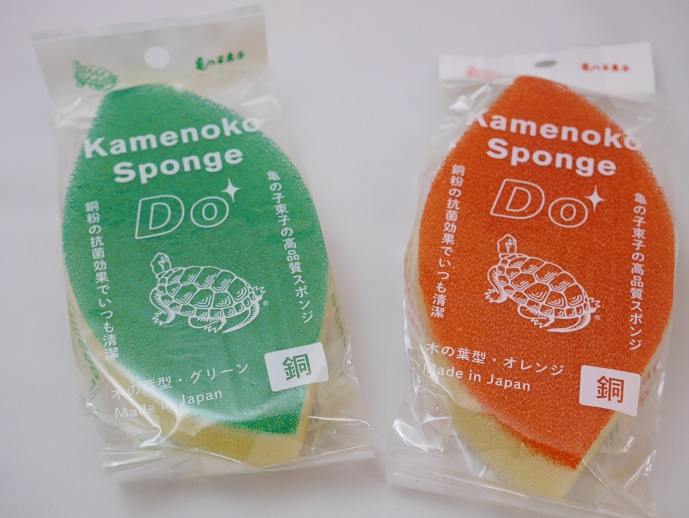 亀の子束子
Kamenoko
Sponge
Do
亀の子束子の高品質スポンジ
銅粉の抗菌効果でいつも清潔
®
銅
木の葉型・グリーン
Made in Japan
亀の子束子
Kamenoko
Sponge
Do
亀の子束子の高品質スポンジ
銅粉の抗菌効果でいつも清潔
®
銅
木の葉型・オレンジ
Made in Japan